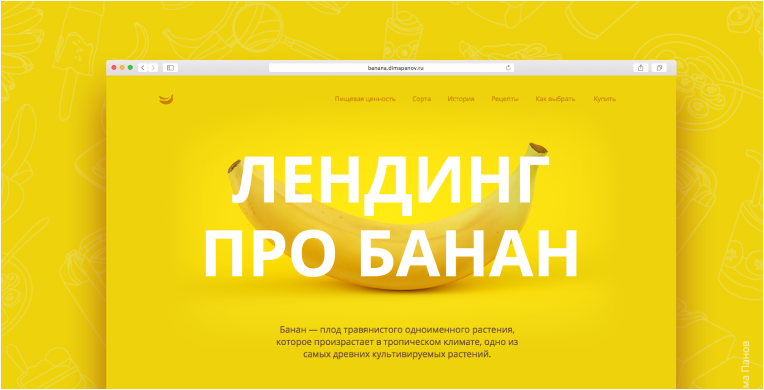 banana.dimapanov.ru
Пищевая ценность Сорта История Рецепты Как выбрать Купить
ЛЕНДИНГ
ПРО БАНАН
Банан — плод травянистого одноименного растения,
которое произрастает в тропическом климате, одно из
самых древних культивируемых растений.
ма Панов